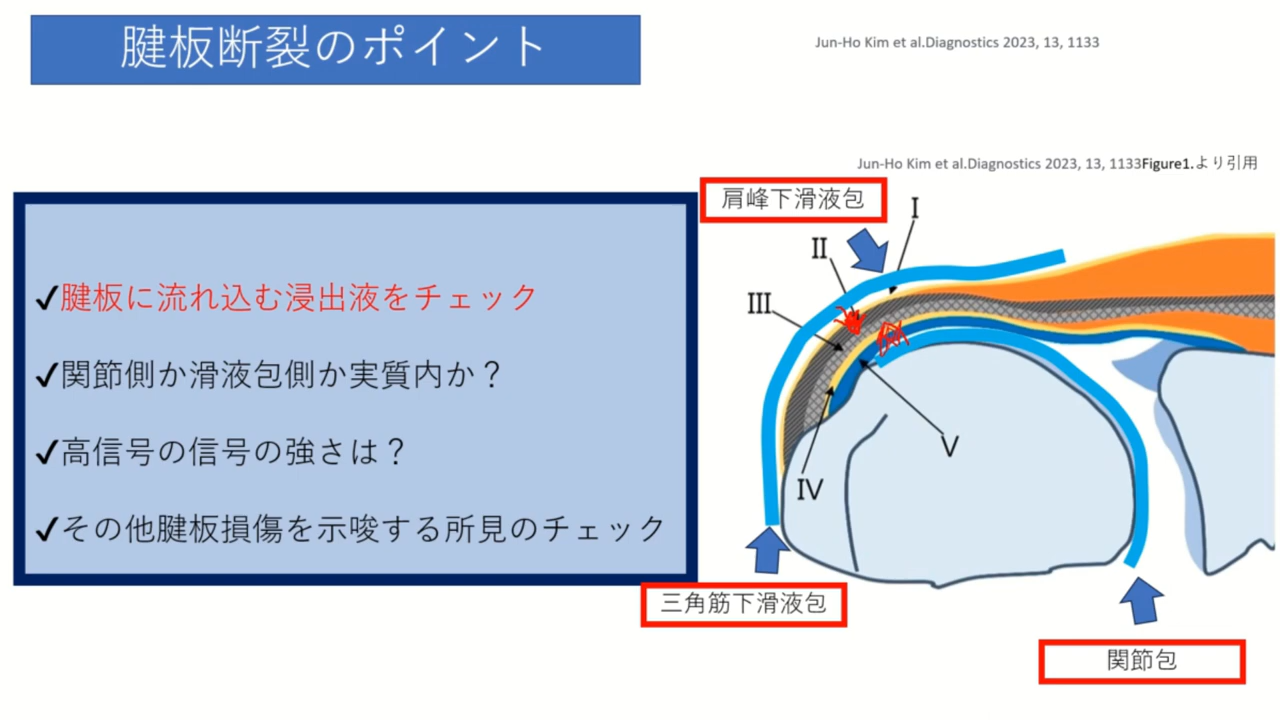 腱板断裂のポイント
Jun-Ho Kim et al.Diagnostics 2023, 13, 1133
Jun-Ho Kim et al.Diagnostics 2023, 13, 1133Figure1.より引用
✓腱板に流れ込む浸出液をチェック
✓関節側か滑液包側か実質内か？
✓高信号の信号の強さは？
✓その他腱板損傷を示唆する所見のチェック
肩峰下滑液包
I
II
III
V
IV
三角筋下滑液包
関節包